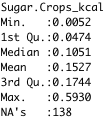 Sugar.Crops_kcal
Min.   :0.0052
1st Qu.:0.0474
Median :0.1051
Mean   :0.1527
3rd Qu.:0.1744
Max.   :0.5930
NA's   :138